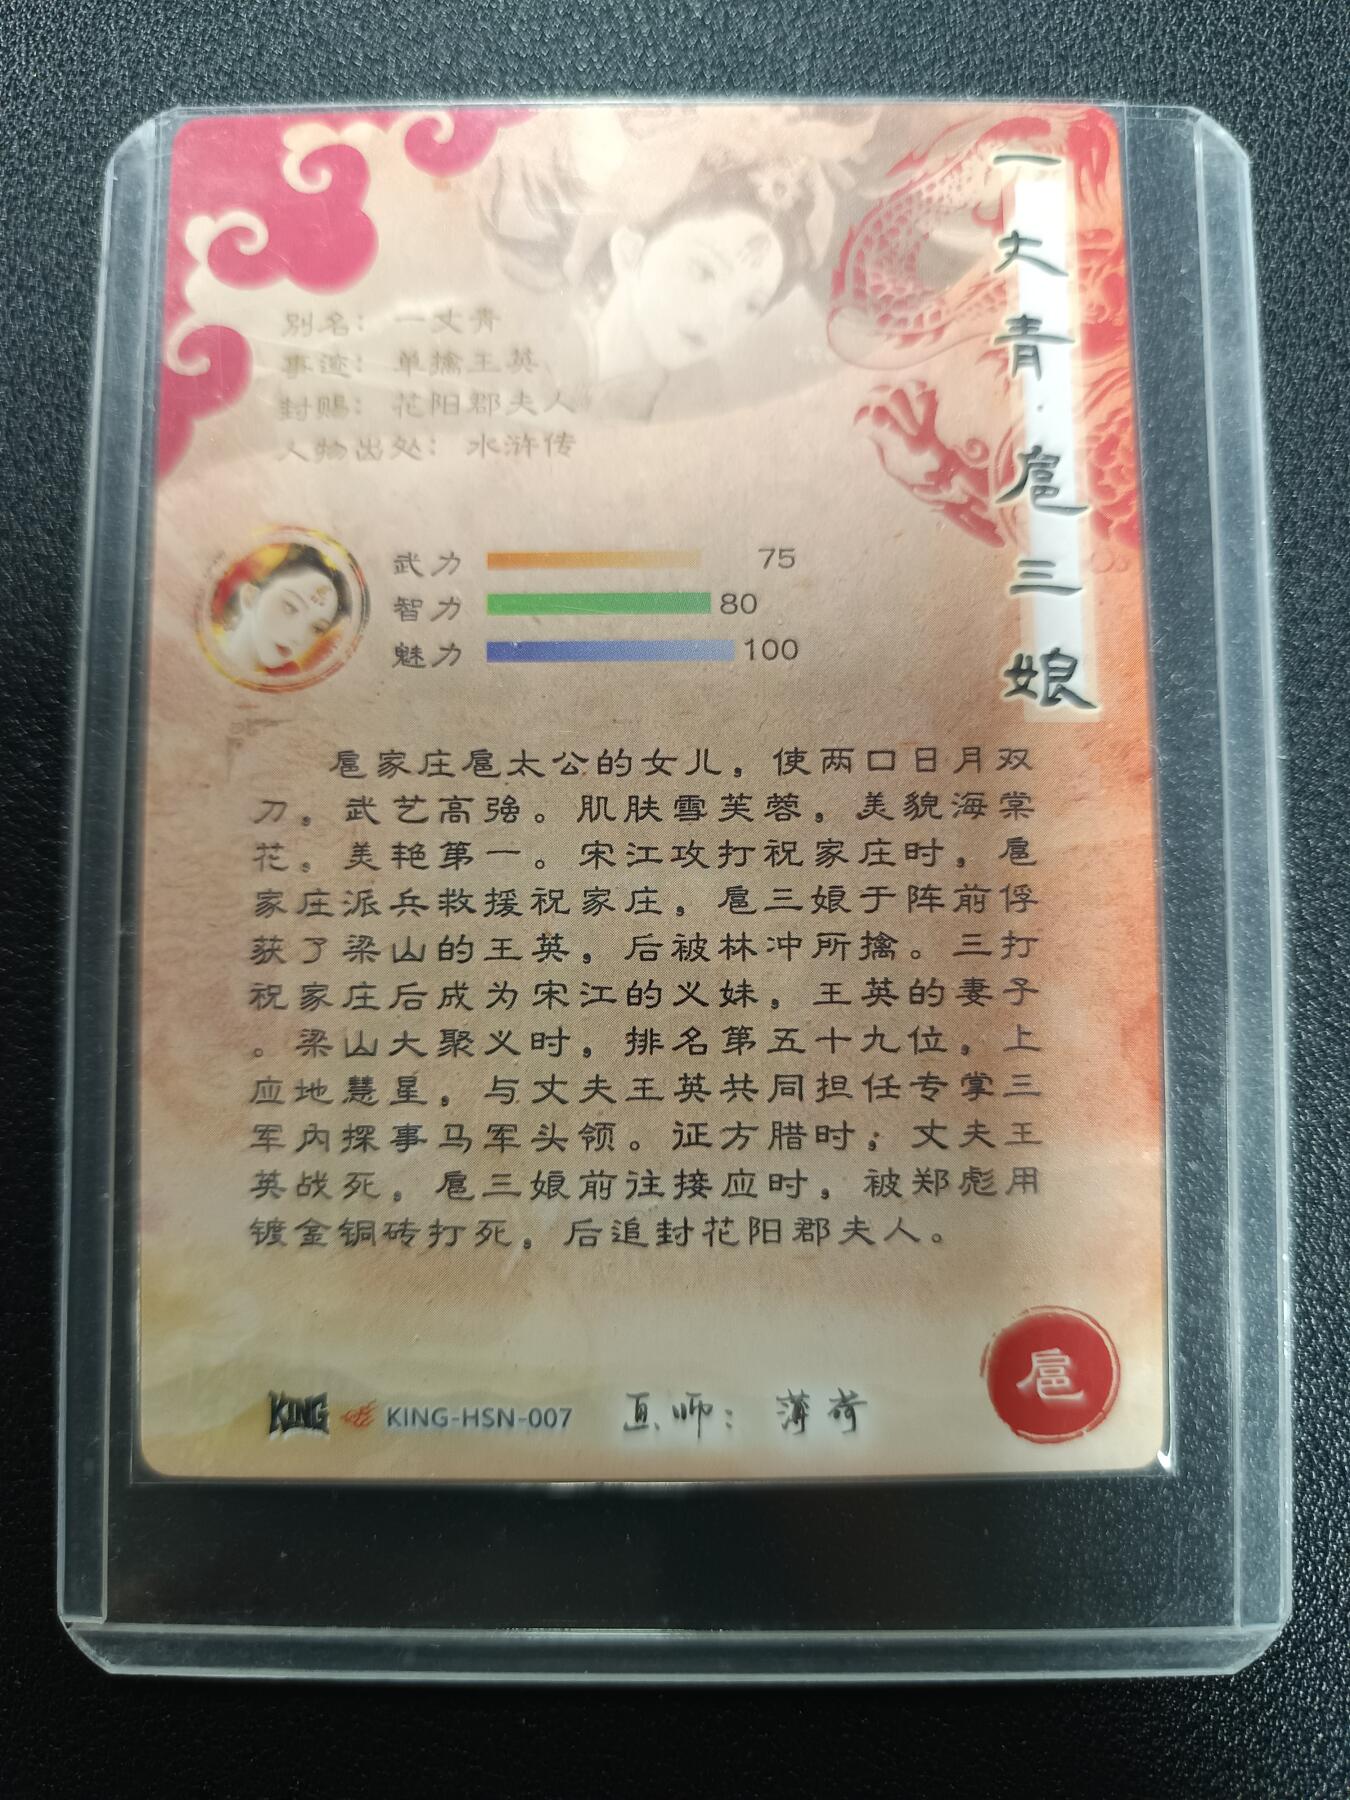 一丈青·扈三娘
别名：一丈青
事迹：单擒王英、
封赐：花阳郡夫人
人物出处：水浒传
武力 75
智力 80
魅力 100
扈家庄扈太公的女儿，使两口日月双
刀，武艺高强。肌肤雪芙蓉，美貌海棠
花，美艳第一。宋江攻打祝家庄时，扈
家庄派兵救援祝家庄，扈三娘于阵前俘
获了梁山的王英，后被林冲所擒。三打
祝家庄后成为宋江的义妹，王英的妻子
。梁山大聚义时，排名第五十九位，上
应地慧星，与丈夫王英共同担任专掌三
军内探事马军头领。征方腊时；丈夫王
英战死，扈三娘前往接应时，被郑彪用
镀金铜砖打死，后追封花阳郡夫人。
KING KING-HSN-007 画师：薄荷
扈